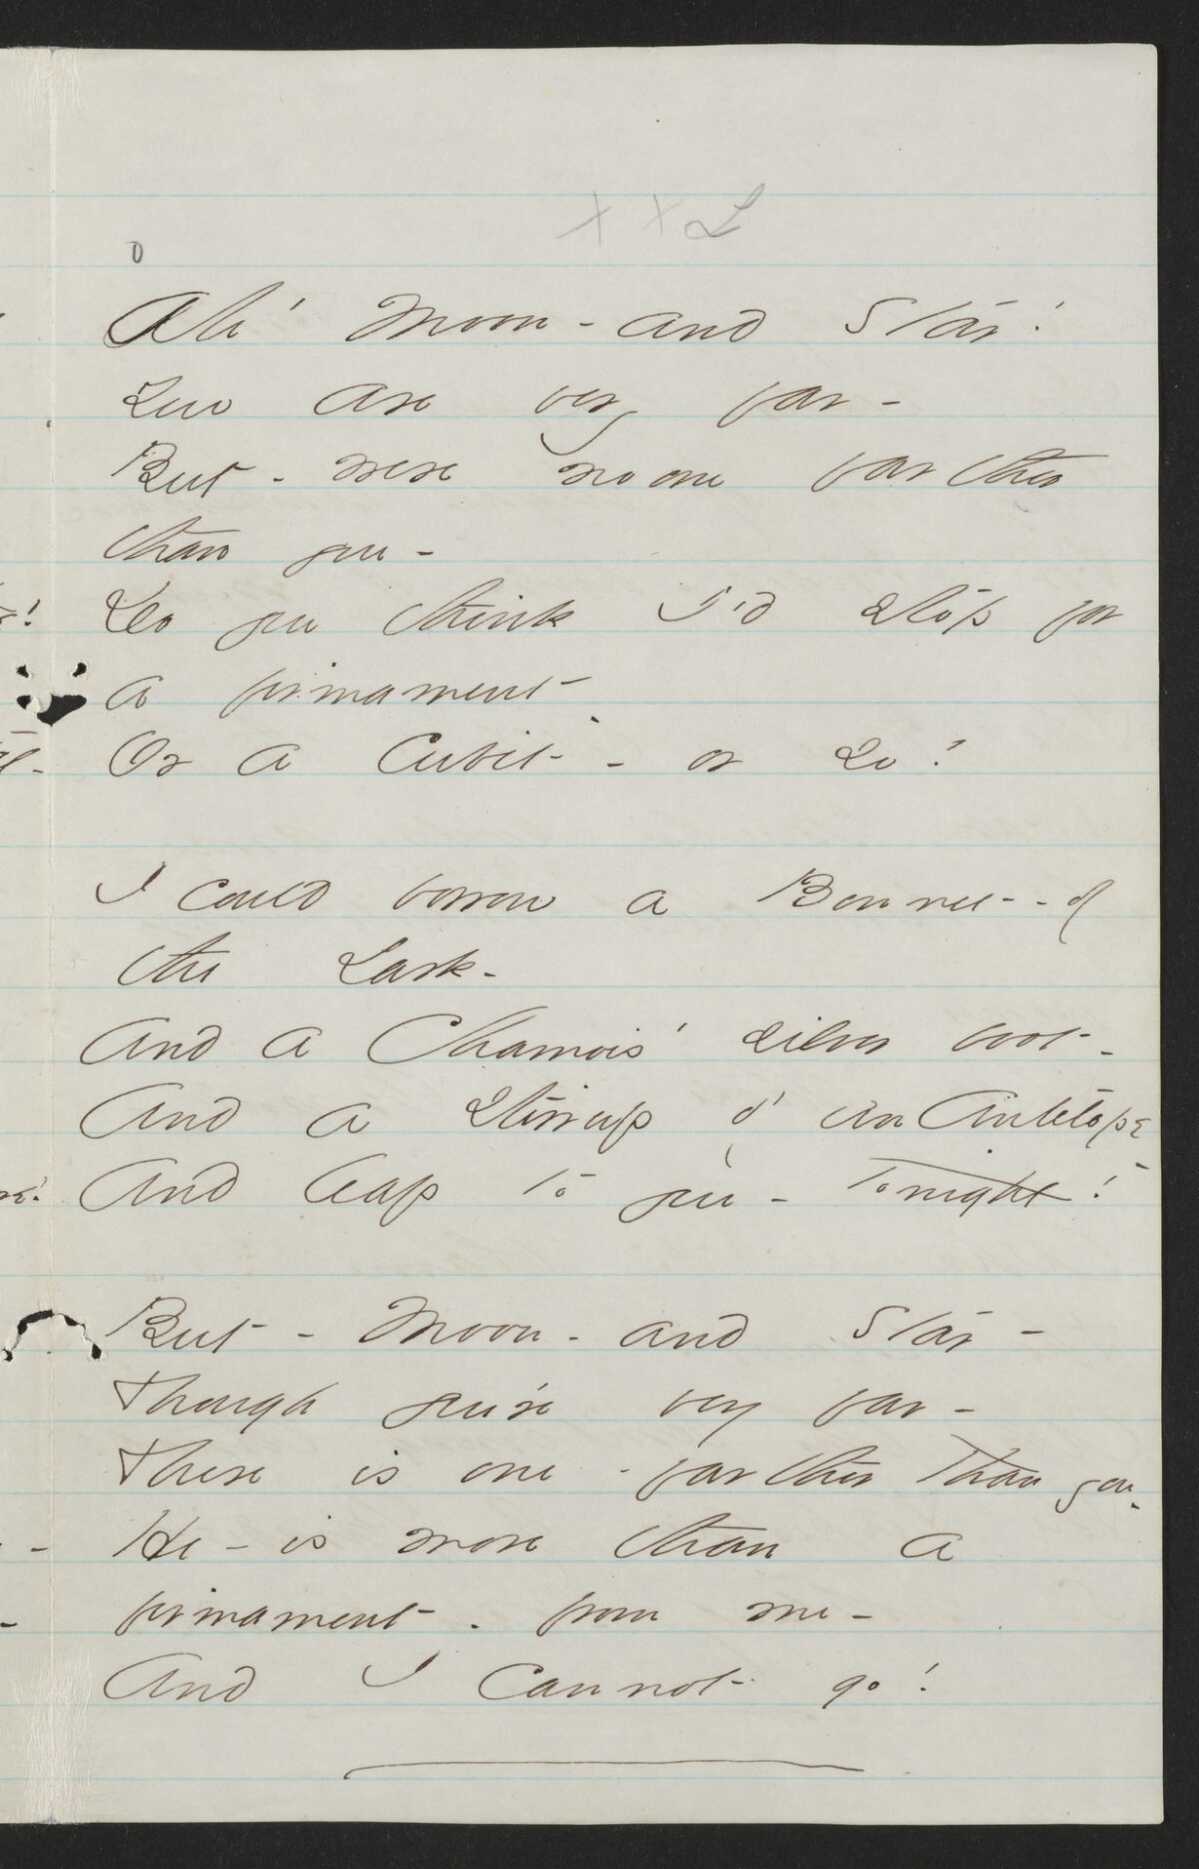 x x L
0
Ah' Moon - and Star!
You are very far -
But - were no one farther
than you -
Do you think I'd stop for
a firmament -
Or a Cubit - or so?
I could borrow a Bonnet - of
the Lark -
And a Chamois' silver boot -
And a Stirrup o' an Antelope
And leap to you - tonight!
But - Moon - and Star -
Though you're very far -
There is one - farther than you -
He - is more than a
firmament - from me -
And I cannot go!